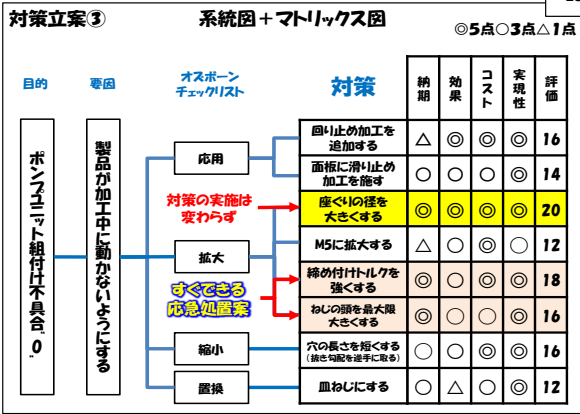 対策立案③
系統図＋マトリックス図
◎5点○3点△1点
目的
要因
オズボーン
チェックリスト
対策
納期
効果
コスト
実現性
評価
ポンプユニット組付け不具合“0”
製品が加工中に動かないようにする
応用
回り止め加工を
追加する
△ ◎ ◎ ◎ 16
面板に滑り止め
加工を施す
○ ○ ○ ◎ 14
対策の実施は
変わらず
座ぐりの径を
大きくする
◎ ◎ ◎ ◎ 20
拡大
M5に拡大する
△ ○ ◎ ○ 12
すぐできる
応急処置案
締め付けトルクを
強くする
◎ ○ ◎ ◎ 18
ねじの頭を最大限
大きくする
◎ ○ ○ ◎ 16
縮小
穴の長さを短くする
（抜き勾配を逆手に取る）
○ ○ ◎ ◎ 16
置換
皿ねじにする
○ △ ○ ◎ 12